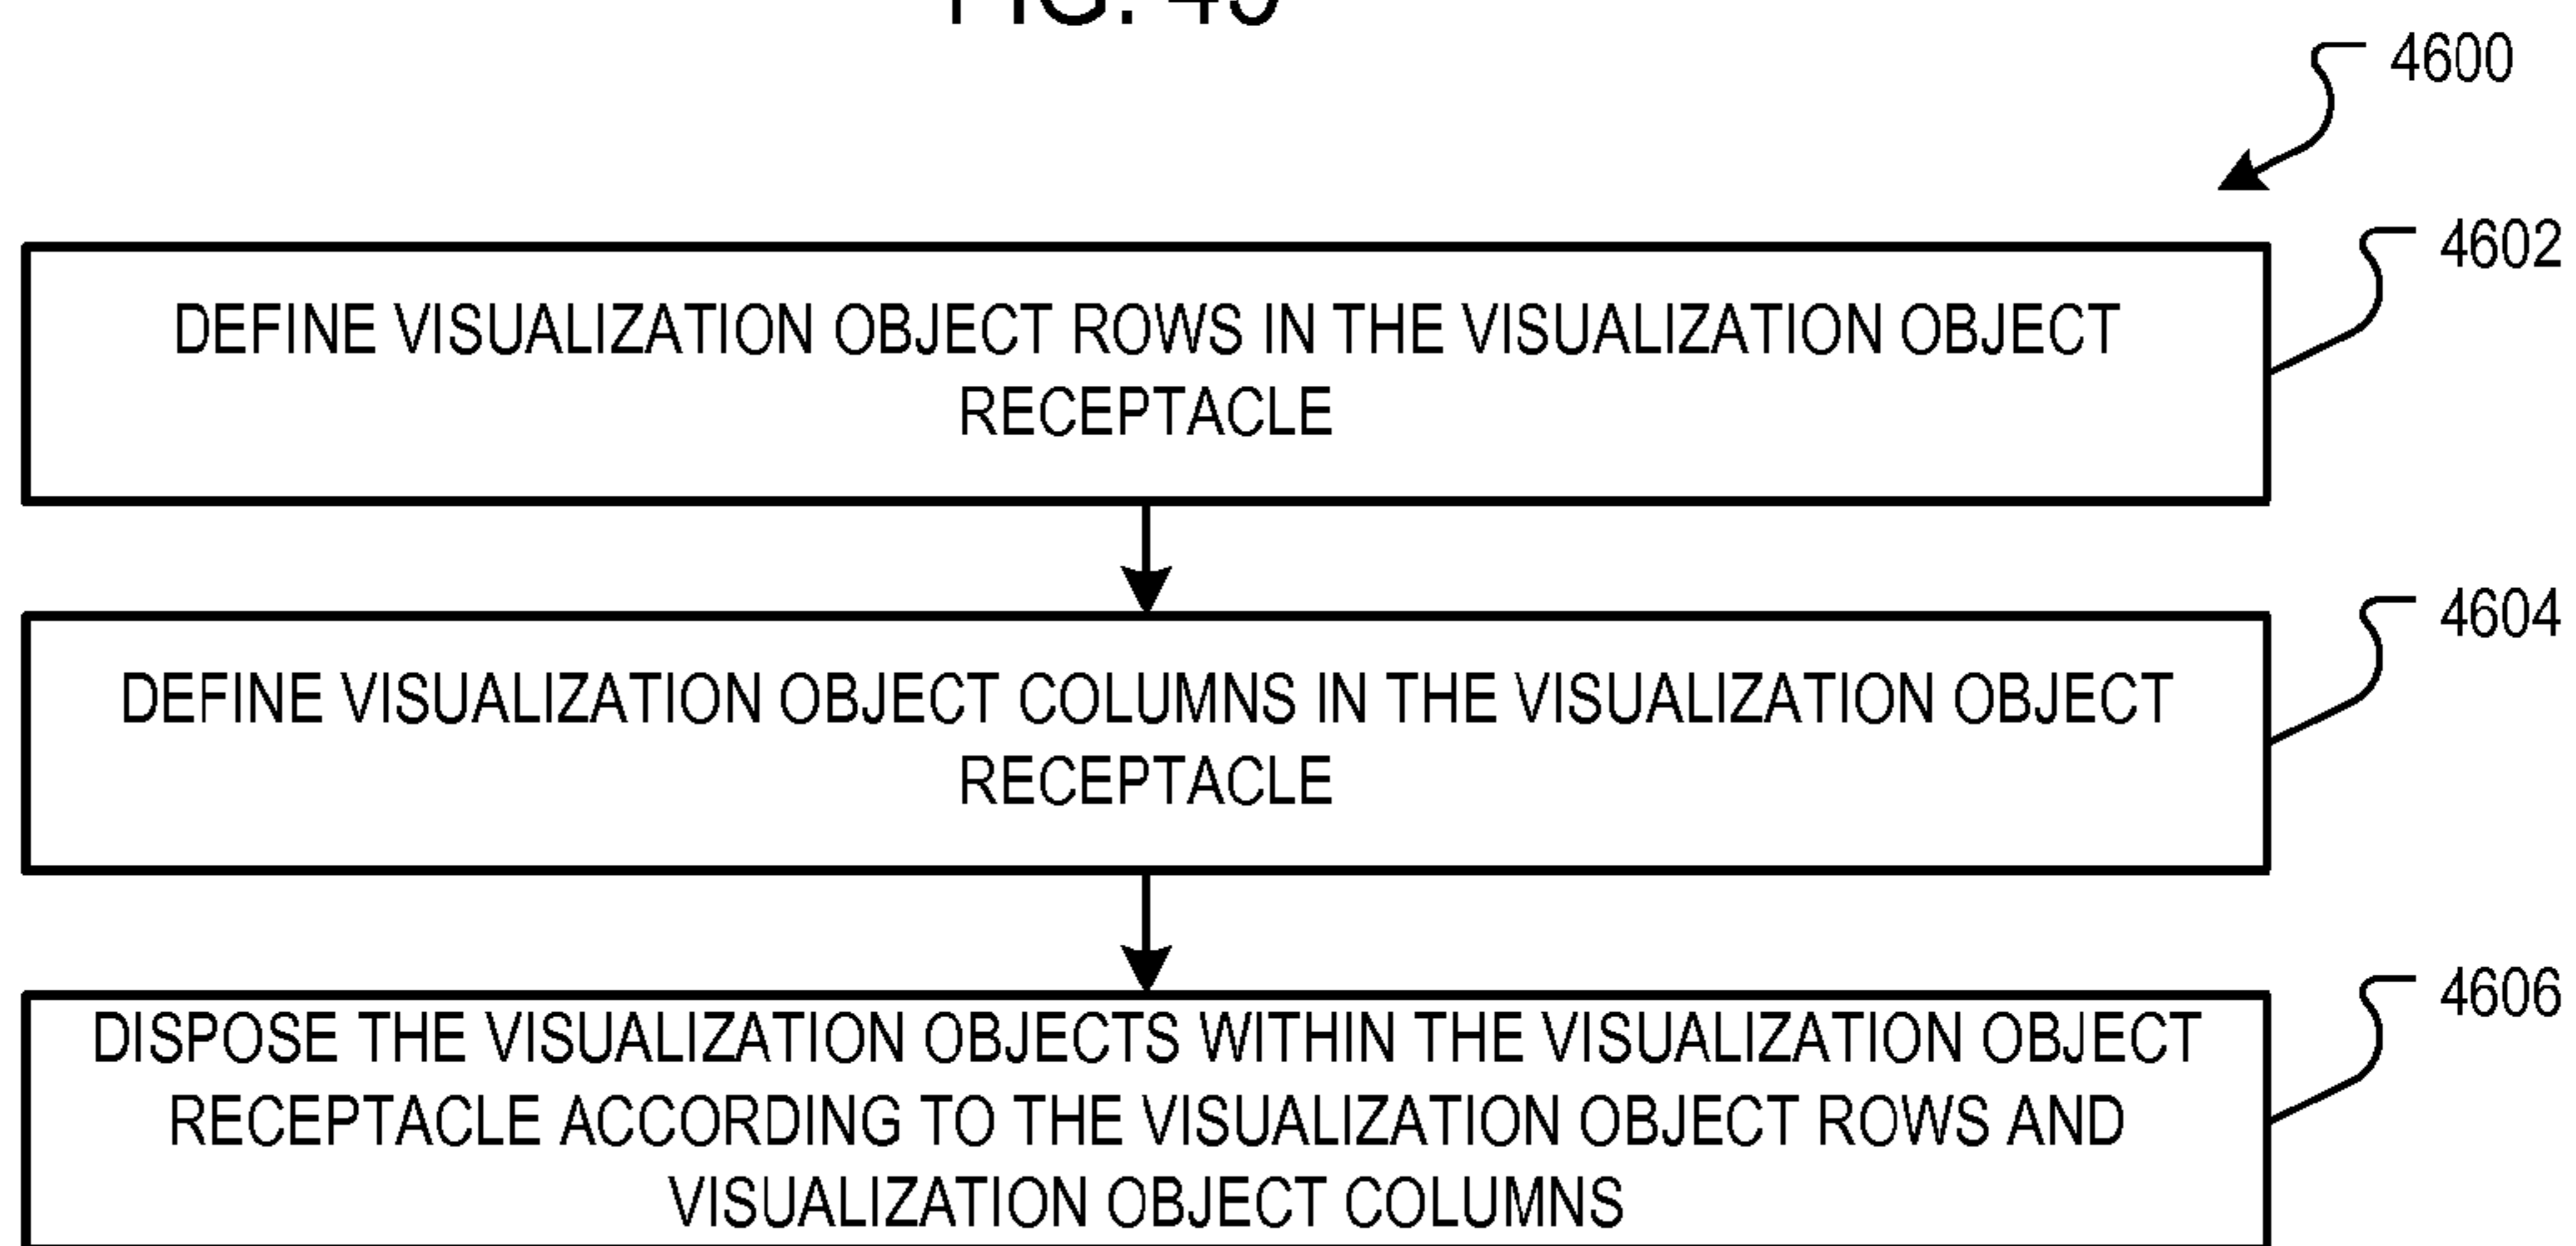 FIG. 45
4600
4602
DEFINE VISUALIZATION OBJECT ROWS IN THE VISUALIZATION OBJECT
RECEPTACLE
4604
DEFINE VISUALIZATION OBJECT COLUMNS IN THE VISUALIZATION OBJECT
RECEPTACLE
4606
DISPOSE THE VISUALIZATION OBJECTS WITHIN THE VISUALIZATION OBJECT
RECEPTACLE ACCORDING TO THE VISUALIZATION OBJECT ROWS AND
VISUALIZATION OBJECT COLUMNS